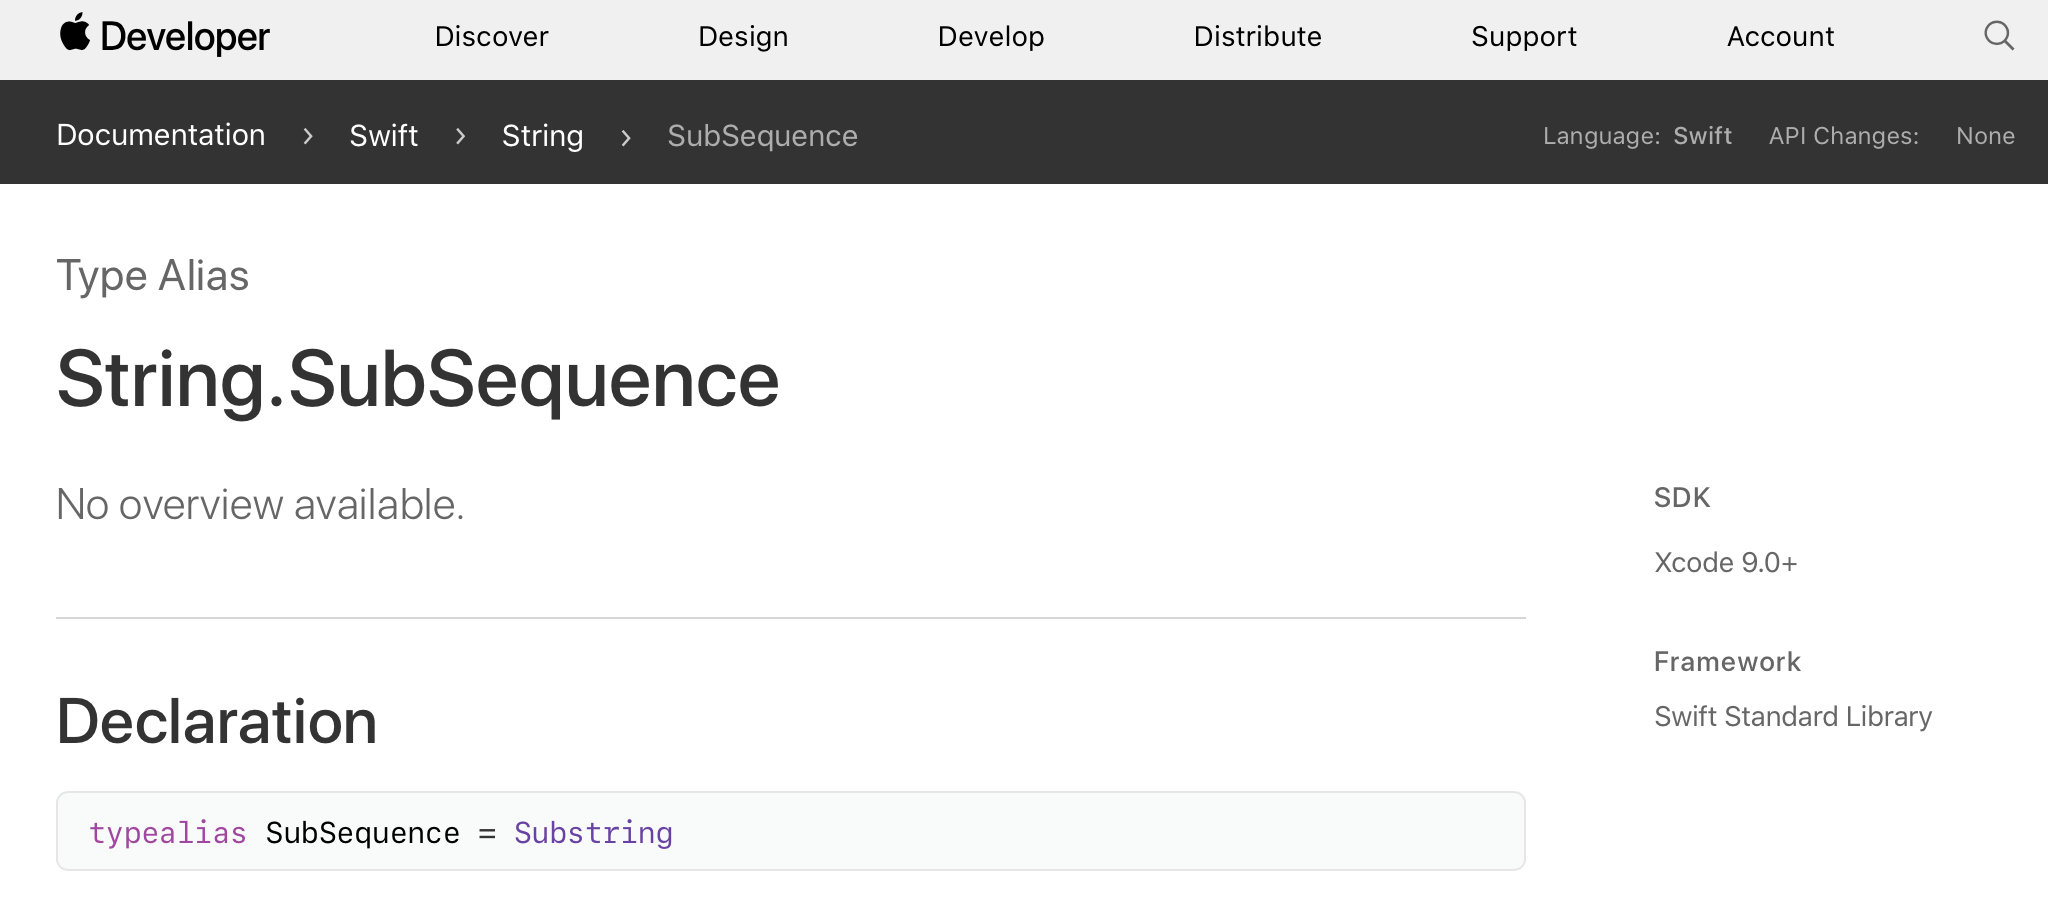 Developer Discover Design Develop Distribute Support Account
Documentation › Swift › String › SubSequence Language: Swift API Changes: None
Type Alias
String.SubSequence
No overview available.
SDK
Xcode 9.0+
Framework
Swift Standard Library
Declaration
typealias SubSequence = Substring